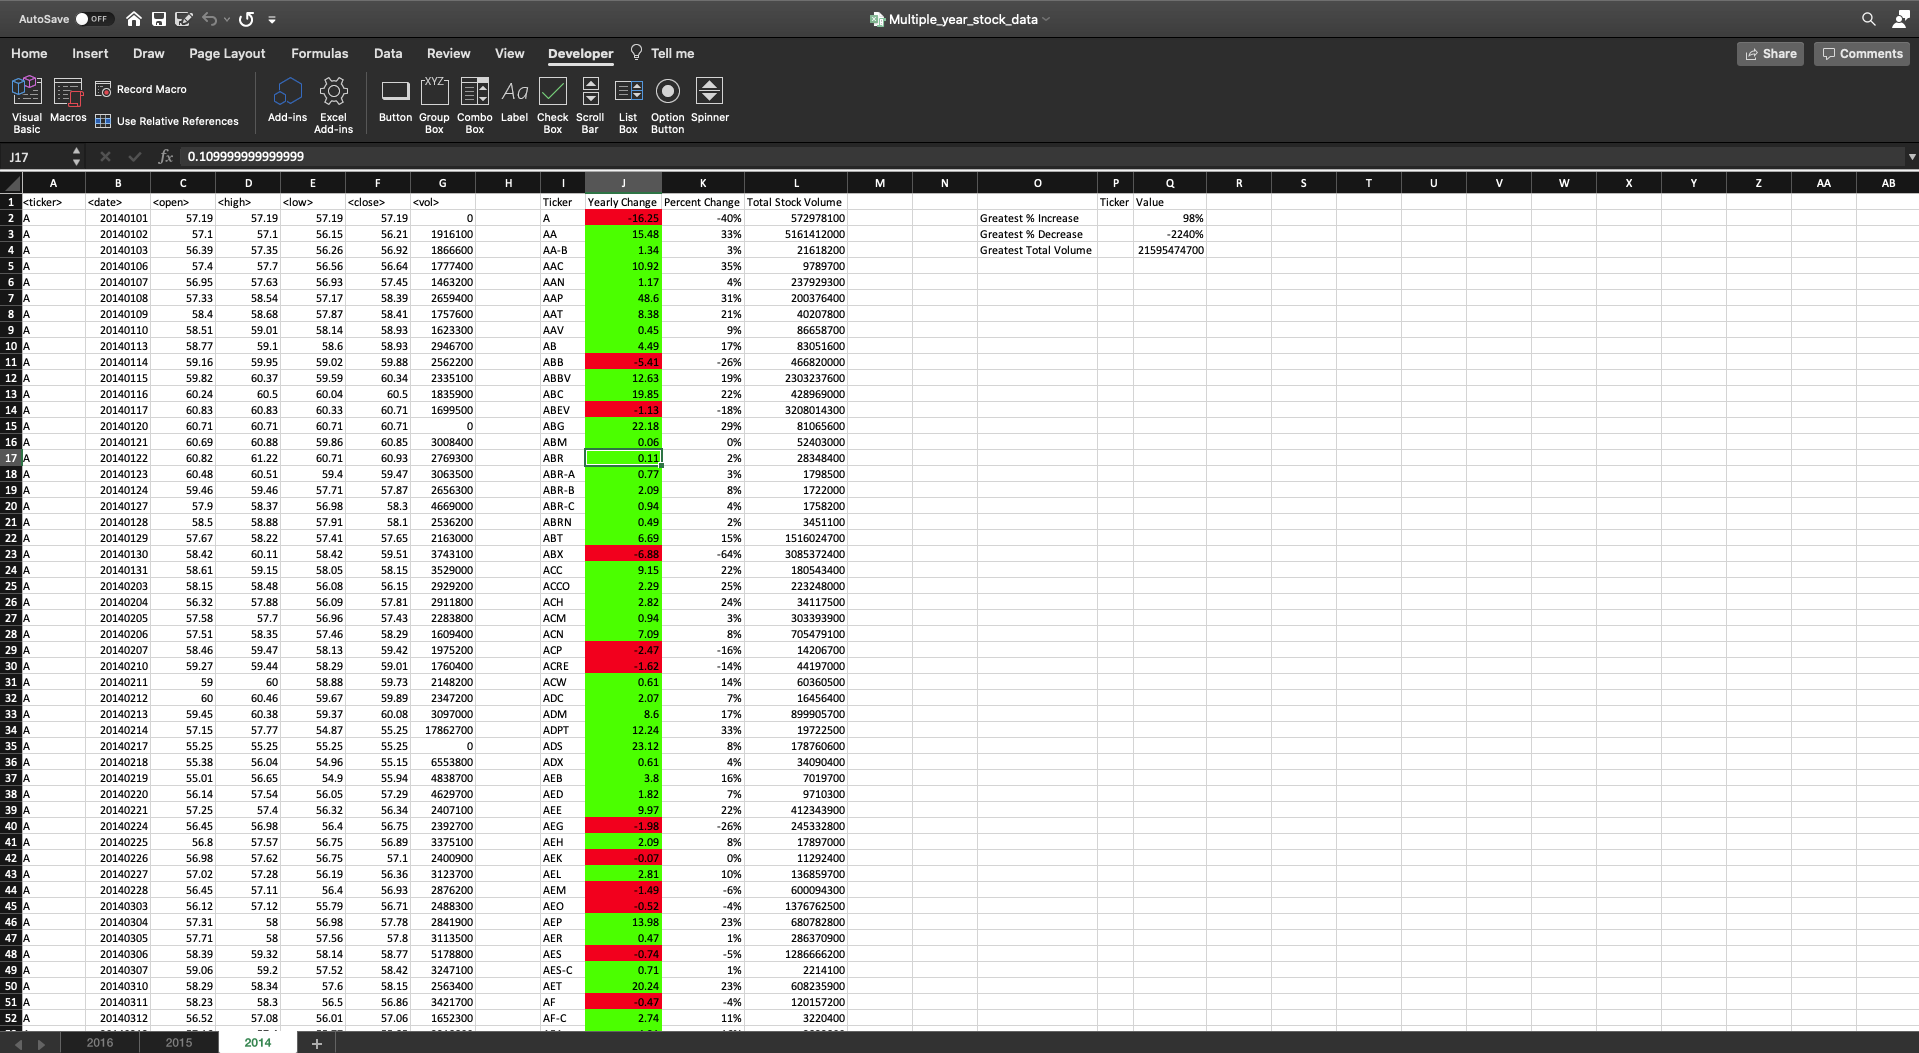 AutoSave OFF Multiple_year_stock_data
Home Insert Draw Page Layout Formulas Data Review View Developer Tell me Share Comments
Visual Basic Macros Record Macro Use Relative References Add-ins Excel Add-ins Button Group Box Combo Box Label Check Box Scroll Bar List Box Option Button Spinner
J17 fx 0.109999999999999
A B C D E F G H I J K L M N O P Q R S T U V W X Y Z AA AB
1 <ticker> <date> <open> <high> <low> <close> <vol> Ticker Yearly Change Percent Change Total Stock Volume Ticker Value
2 A 20140101 57.19 57.19 57.19 57.19 0 A -16.25 -40% 572978100 Greatest % Increase 98%
3 A 20140102 57.1 57.1 56.15 56.21 1916100 AA 15.48 33% 5161412000 Greatest % Decrease -2240%
4 A 20140103 56.39 57.35 56.26 56.92 1866600 AA-B 1.34 3% 21618200 Greatest Total Volume 21595474700
5 A 20140106 57.4 57.7 56.56 56.64 1777400 AAC 10.92 35% 9789700
6 A 20140107 56.95 57.63 56.93 57.45 1463200 AAN 1.17 4% 237929300
7 A 20140108 57.33 58.54 57.17 58.39 2659400 AAP 48.6 31% 200376400
8 A 20140109 58.4 58.68 57.87 58.41 1757600 AAT 8.38 21% 40207800
9 A 20140110 58.51 59.01 58.14 58.93 1623300 AAV 0.45 9% 86658700
10 A 20140113 58.77 59.1 58.6 58.93 2946700 AB 4.49 17% 83051600
11 A 20140114 59.16 59.95 59.02 59.88 2562200 ABB -5.41 -26% 466820000
12 A 20140115 59.82 60.37 59.59 60.34 2335100 ABBV 12.63 19% 2303237600
13 A 20140116 60.24 60.5 60.04 60.5 1835900 ABC 19.85 22% 428969000
14 A 20140117 60.83 60.83 60.33 60.71 1699500 ABEV -1.13 -18% 3208014300
15 A 20140120 60.71 60.71 60.71 60.71 0 ABG 22.18 29% 81065600
16 A 20140121 60.69 60.88 59.86 60.85 3008400 ABM 0.06 0% 52403000
17 A 20140122 60.82 61.22 60.71 60.93 2769300 ABR 0.11 2% 28348400
18 A 20140123 60.48 60.51 59.4 59.47 3063500 ABR-A 0.77 3% 1798500
19 A 20140124 59.46 59.46 57.71 57.87 2656300 ABR-B 2.09 8% 1722000
20 A 20140127 57.9 58.37 56.98 58.3 4669000 ABR-C 0.94 4% 1758200
21 A 20140128 58.5 58.88 57.91 58.1 2536200 ABRN 0.49 2% 3451100
22 A 20140129 57.67 58.22 57.41 57.65 2163000 ABT 6.69 15% 1516024700
23 A 20140130 58.42 60.11 58.42 59.51 3743100 ABX -6.88 -64% 3085372400
24 A 20140131 58.61 59.15 58.05 58.15 3529000 ACC 9.15 22% 180543400
25 A 20140203 58.15 58.48 56.08 56.15 2929200 ACCO 2.29 25% 223248000
26 A 20140204 56.32 57.88 56.09 57.81 2911800 ACH 2.82 24% 34117500
27 A 20140205 57.58 57.7 56.96 57.43 2283800 ACM 0.94 3% 303393900
28 A 20140206 57.51 58.35 57.46 58.29 1609400 ACN 7.09 8% 705479100
29 A 20140207 58.46 59.47 58.13 59.42 1975200 ACP -2.47 -16% 14206700
30 A 20140210 59.27 59.44 58.29 59.01 1760400 ACRE -1.62 -14% 44197000
31 A 20140211 59 60 58.88 59.73 2148200 ACW 0.61 14% 60360500
32 A 20140212 60 60.46 59.67 59.89 2347200 ADC 2.07 7% 16456400
33 A 20140213 59.45 60.38 59.37 60.08 3097000 ADM 8.6 17% 899905700
34 A 20140214 57.15 57.77 54.87 55.25 17862700 ADPT 12.24 33% 19722500
35 A 20140217 55.25 55.25 55.25 55.25 0 ADS 23.12 8% 178760600
36 A 20140218 55.38 56.04 54.96 55.15 6553800 ADX 0.61 4% 34090400
37 A 20140219 55.01 56.65 54.9 55.94 4838700 AEB 3.8 16% 7019700
38 A 20140220 56.14 57.54 56.05 57.29 4629700 AED 1.82 7% 9710300
39 A 20140221 57.25 57.4 56.32 56.34 2407100 AEE 9.97 22% 412343900
40 A 20140224 56.45 56.98 56.4 56.75 2392700 AEG -1.98 -26% 245332800
41 A 20140225 56.8 57.57 56.75 56.89 3375100 AEH 2.09 8% 17897000
42 A 20140226 56.98 57.62 56.75 57.1 2400900 AEK -0.07 0% 11292400
43 A 20140227 57.02 57.28 56.19 56.36 3123700 AEL 2.81 10% 136859700
44 A 20140228 56.45 57.11 56.4 56.93 2876200 AEM -1.49 -6% 600094300
45 A 20140303 56.12 57.12 55.79 56.71 2488300 AEO -0.52 -4% 1376762500
46 A 20140304 57.31 58 56.98 57.78 2841900 AEP 13.98 23% 680782800
47 A 20140305 57.71 58 57.56 57.8 3113500 AER 0.47 1% 286370900
48 A 20140306 58.39 59.32 58.14 58.77 5178800 AES -0.74 -5% 1286666200
49 A 20140307 59.06 59.2 57.52 58.42 3247100 AES-C 0.71 1% 2214100
50 A 20140310 58.29 58.34 57.6 58.15 2563400 AET 20.24 23% 608235900
51 A 20140311 58.23 58.3 56.5 56.86 3421700 AF -0.47 -4% 120157200
52 A 20140312 56.52 57.08 56.01 57.06 1652300 AF-C 2.74 11% 3220400
2016 2015 2014 +